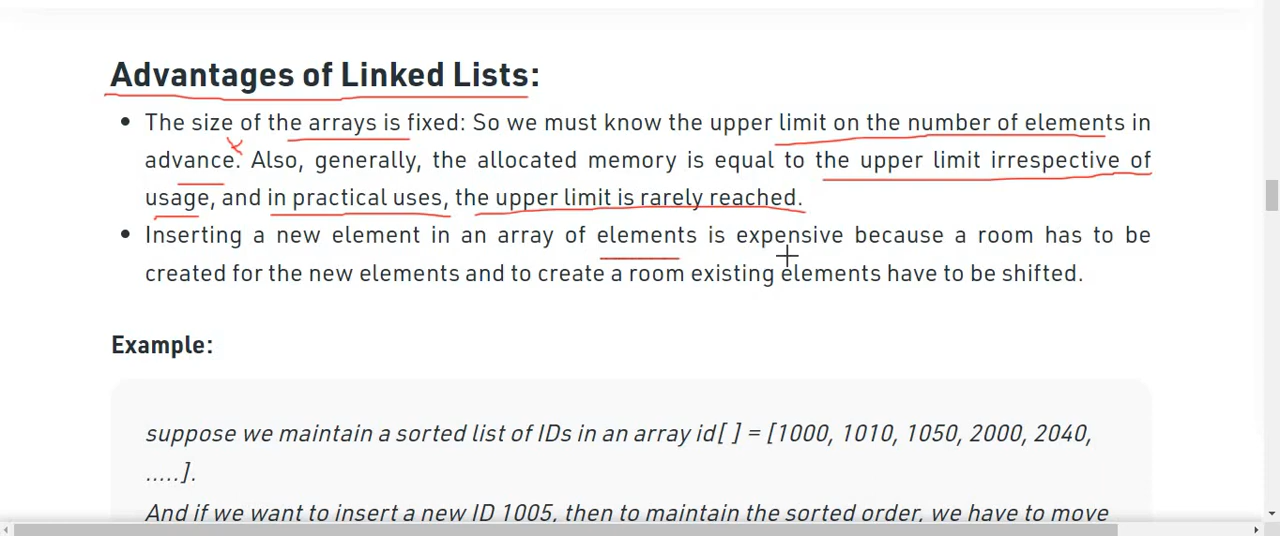 Advantages of Linked Lists:
• The size of the arrays is fixed: So we must know the upper limit on the number of elements in
advance. Also, generally, the allocated memory is equal to the upper limit irrespective of
usage, and in practical uses, the upper limit is rarely reached.
• Inserting a new element in an array of elements is expensive because a room has to be
created for the new elements and to create a room existing elements have to be shifted.
Example:
suppose we maintain a sorted list of IDs in an array id[ ] = [1000, 1010, 1050, 2000, 2040,
.....].
And if we want to insert a new ID 1005, then to maintain the sorted order, we have to move